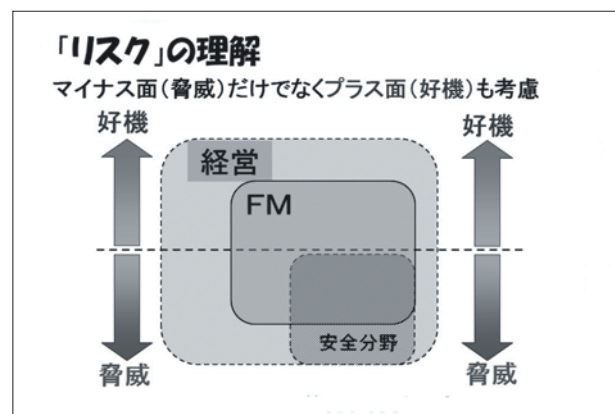 「リスク」の理解
マイナス面(脅威)だけでなくプラス面(好機)も考慮
好機
好機
経営
FM
安全分野
脅威
脅威